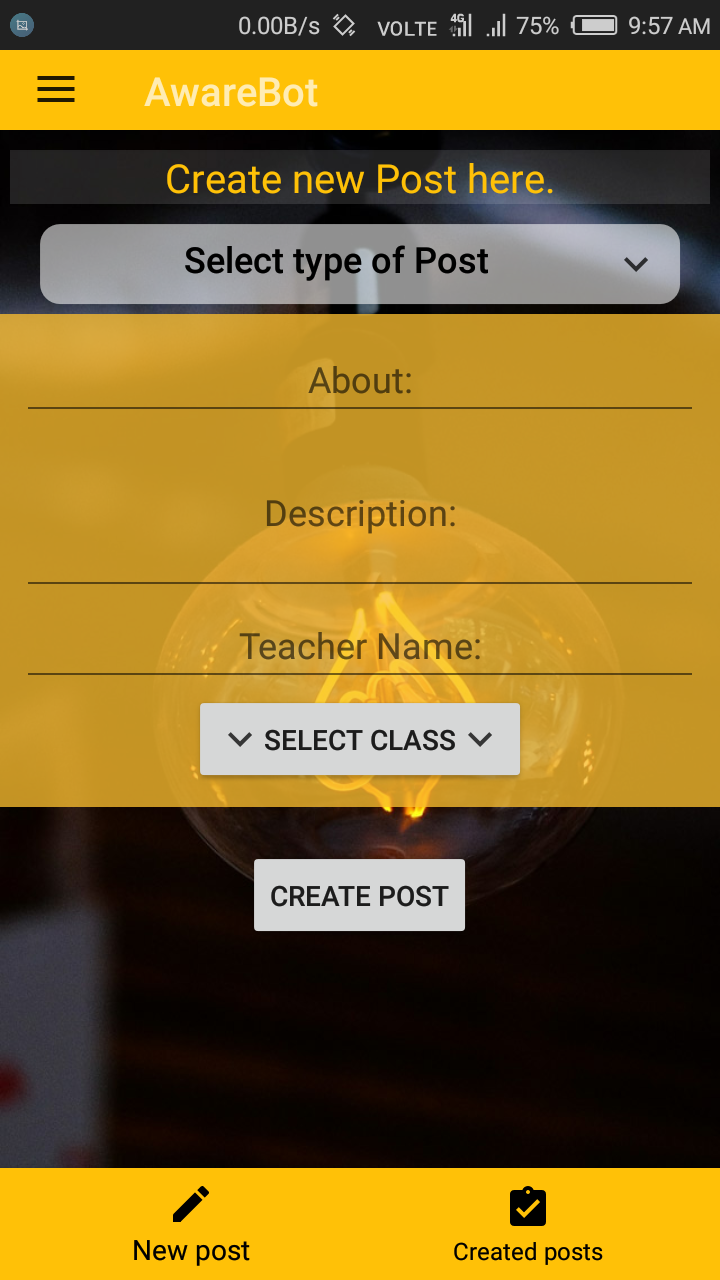 0.00B/s VOLTE 4G 75% 9:57 AM
AwareBot
Create new Post here.
Select type of Post
About:
Description:
Teacher Name:
SELECT CLASS
CREATE POST
New post
Created posts